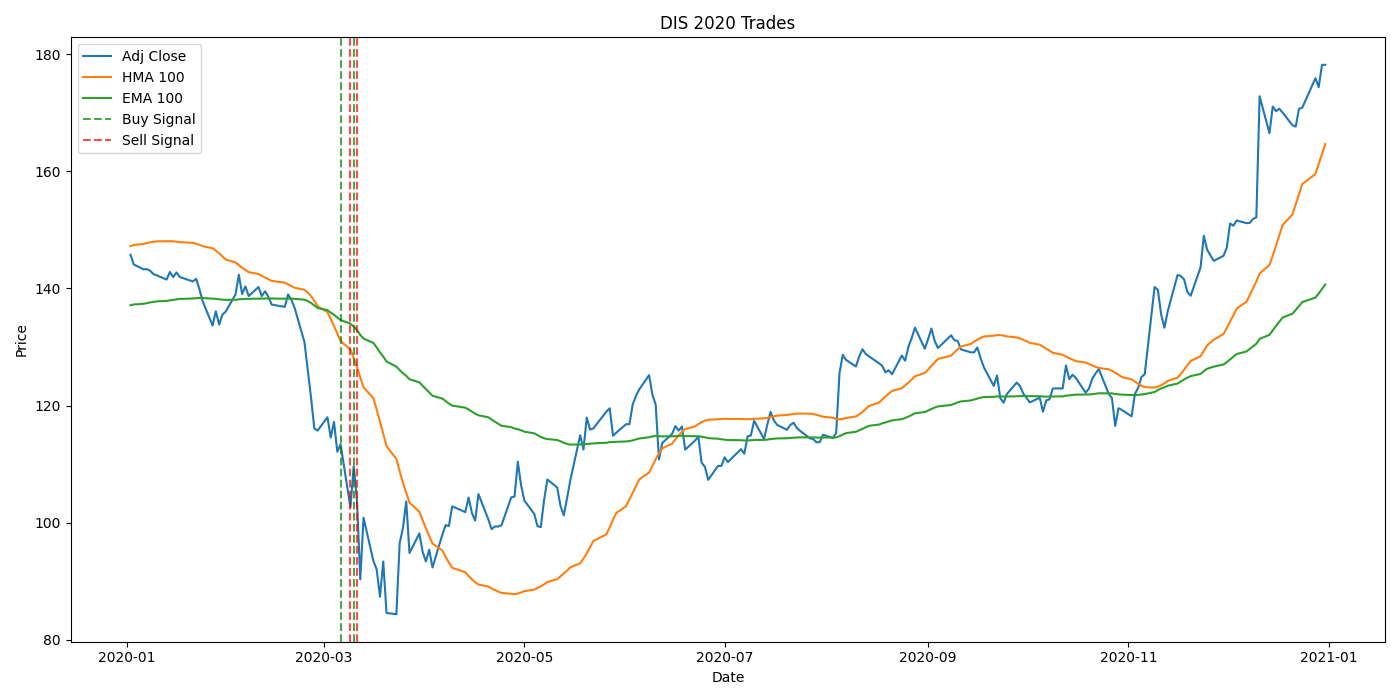 DIS 2020 Trades
Adj Close
HMA 100
EMA 100
Buy Signal
Sell Signal
180
160
140
120
100
80
Price
2020-01
2020-03
2020-05
2020-07
2020-09
2020-11
2021-01
Date